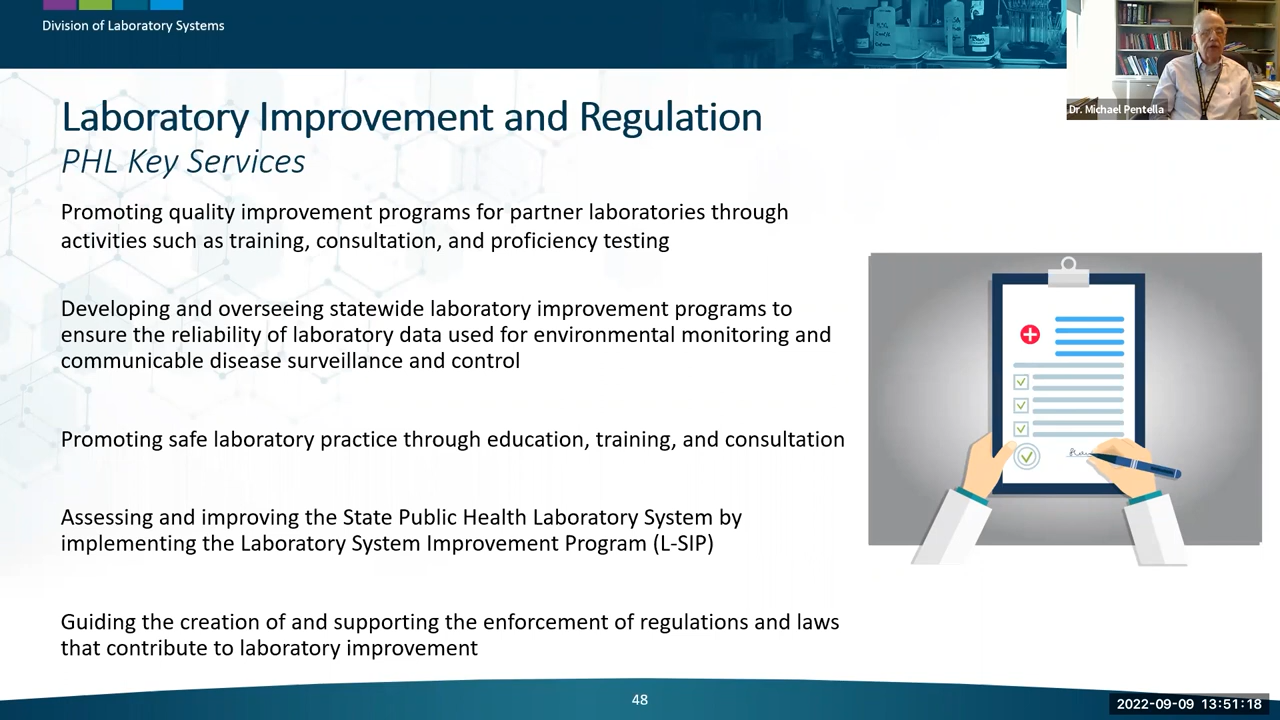 Division of Laboratory Systems
Dr. Michael Pentella
Laboratory Improvement and Regulation
PHL Key Services
Promoting quality improvement programs for partner laboratories through
activities such as training, consultation, and proficiency testing
Developing and overseeing statewide laboratory improvement programs to
ensure the reliability of laboratory data used for environmental monitoring and
communicable disease surveillance and control
Promoting safe laboratory practice through education, training, and consultation
Assessing and improving the State Public Health Laboratory System by
implementing the Laboratory System Improvement Program (L-SIP)
Guiding the creation of and supporting the enforcement of regulations and laws
that contribute to laboratory improvement
48
2022-09-09 13:51:18